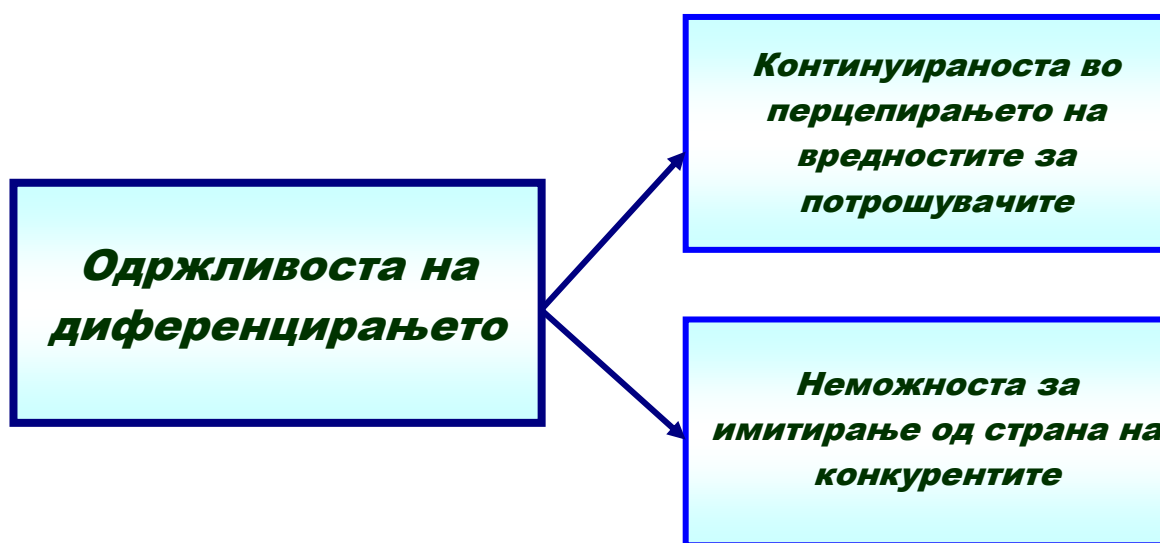 Континуираноста во
перцепирањето на
вредностите за
потрошувачите
Одржливоста на
диференцирањето
Неможноста за
имитирање од страна на
конкурентите